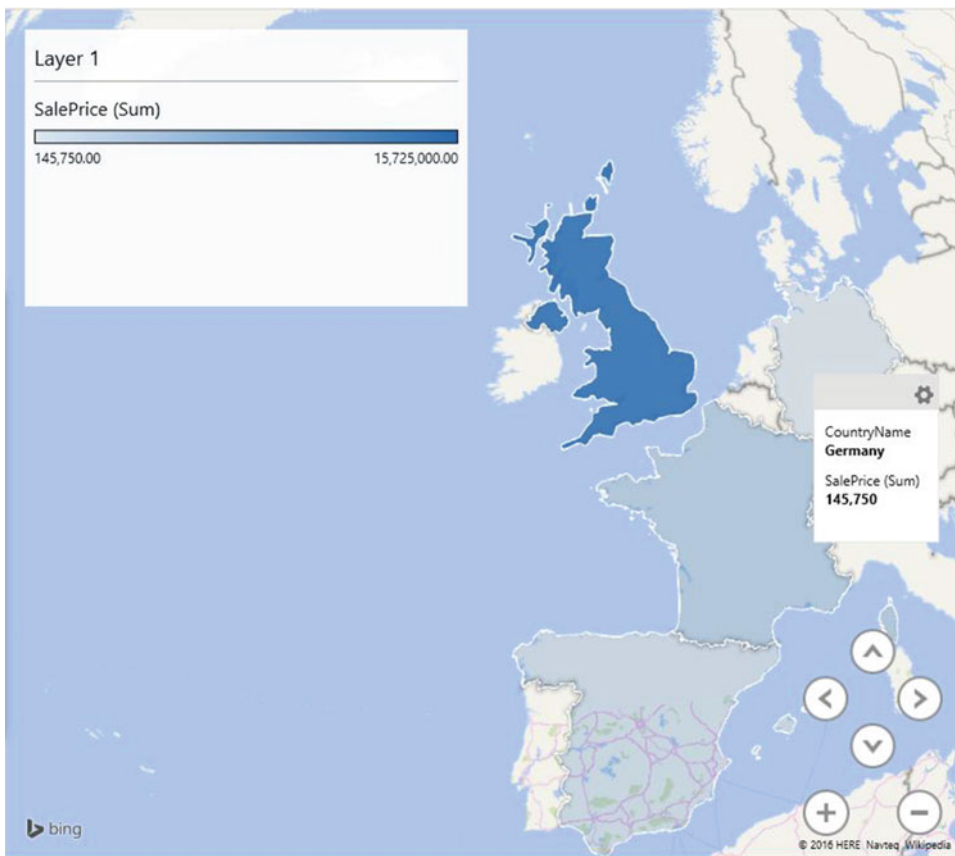 Layer 1
SalePrice (Sum)
145,750.00 15,725,000.00
CountryName
Germany
SalePrice (Sum)
145,750
bing
© 2016 HERE Navteq Wikipedia